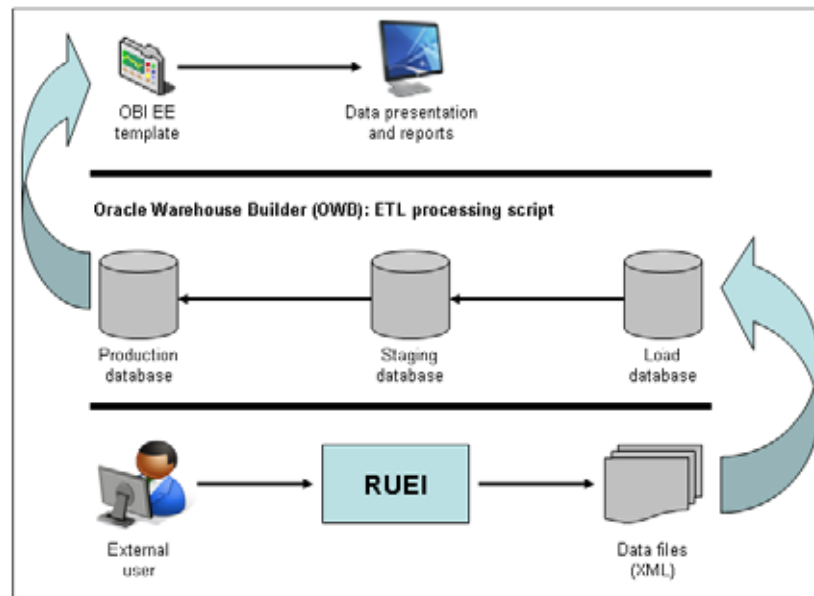 OBI EE
template
Data presentation
and reports
Oracle Warehouse Builder (OWB): ETL processing script
Production
database
Staging
database
Load
database
RUEI
External
user
Data files
(XML)